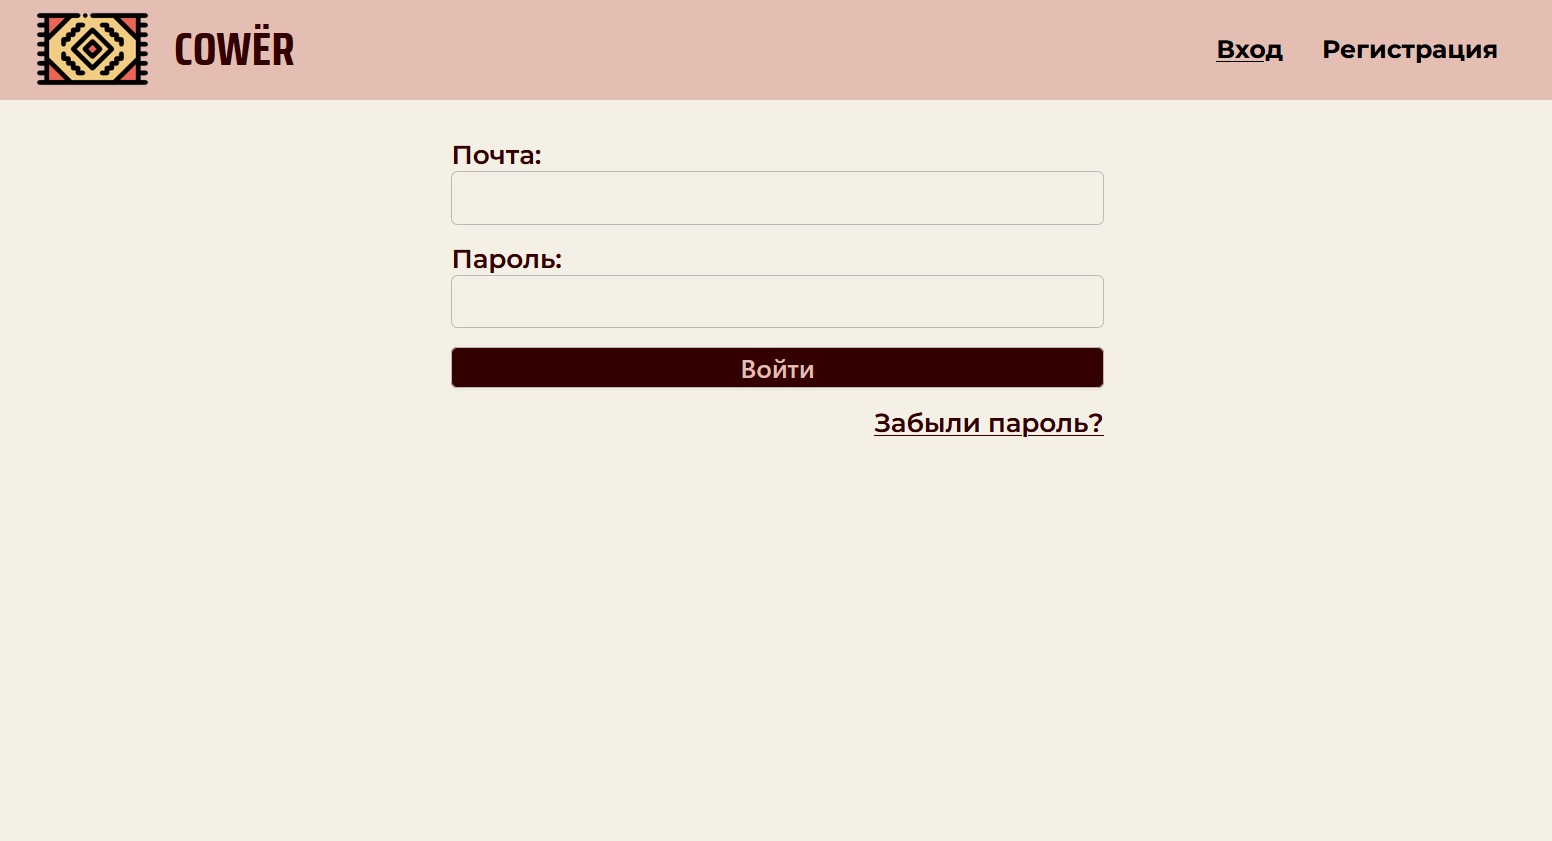 COWЁR
Вход Регистрация
Почта:
Пароль:
Войти
Забыли пароль?